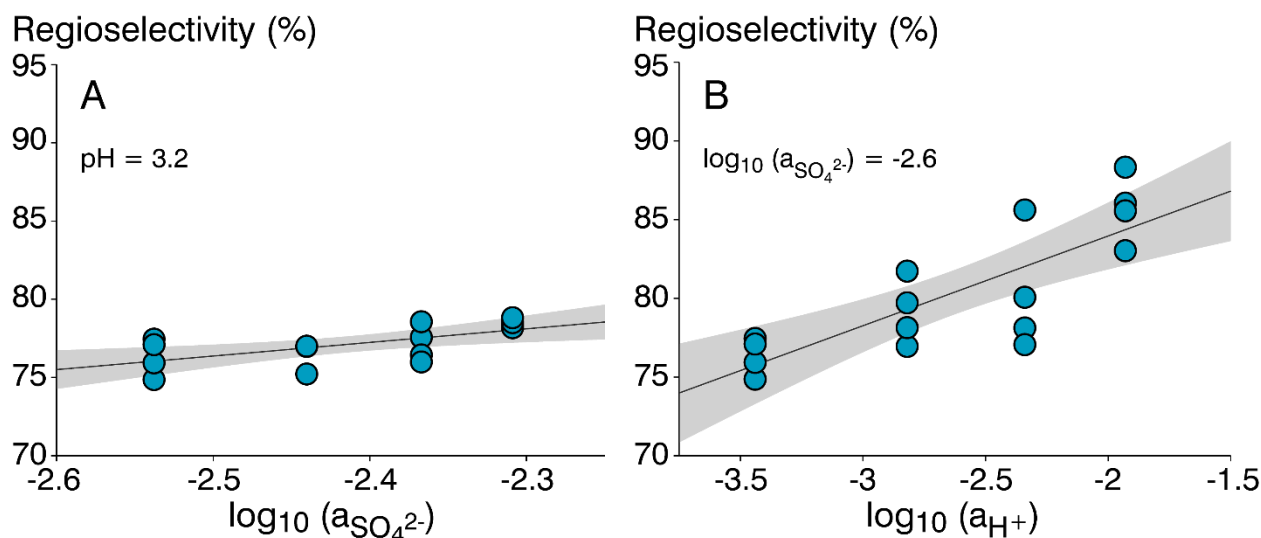 Regioselectivity (%)
95
90
85
80
75
70
A
pH = 3.2
-2.6 -2.5 -2.4 -2.3
log10 (aSO42-)
Regioselectivity (%)
95
90
85
80
75
70
B
log10 (aSO42-) = -2.6
-3.5 -3 -2.5 -2 -1.5
log10 (aH+)